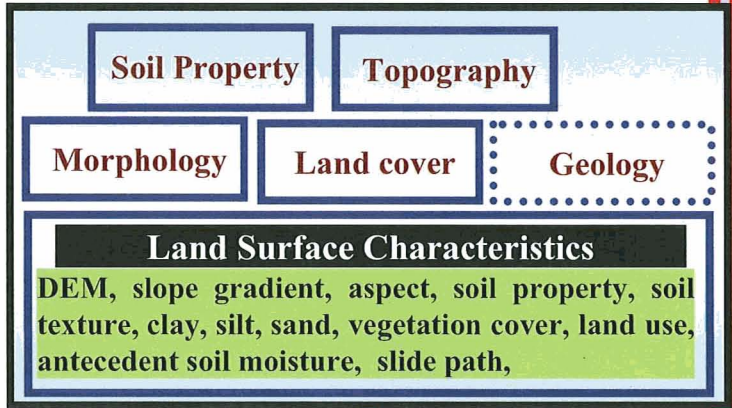 Soil Property
Topography
Morphology
Land cover
Geology
Land Surface Characteristics
DEM, slope gradient, aspect, soil property, soil
texture, clay, silt, sand, vegetation cover, land use,
antecedent soil moisture, slide path,